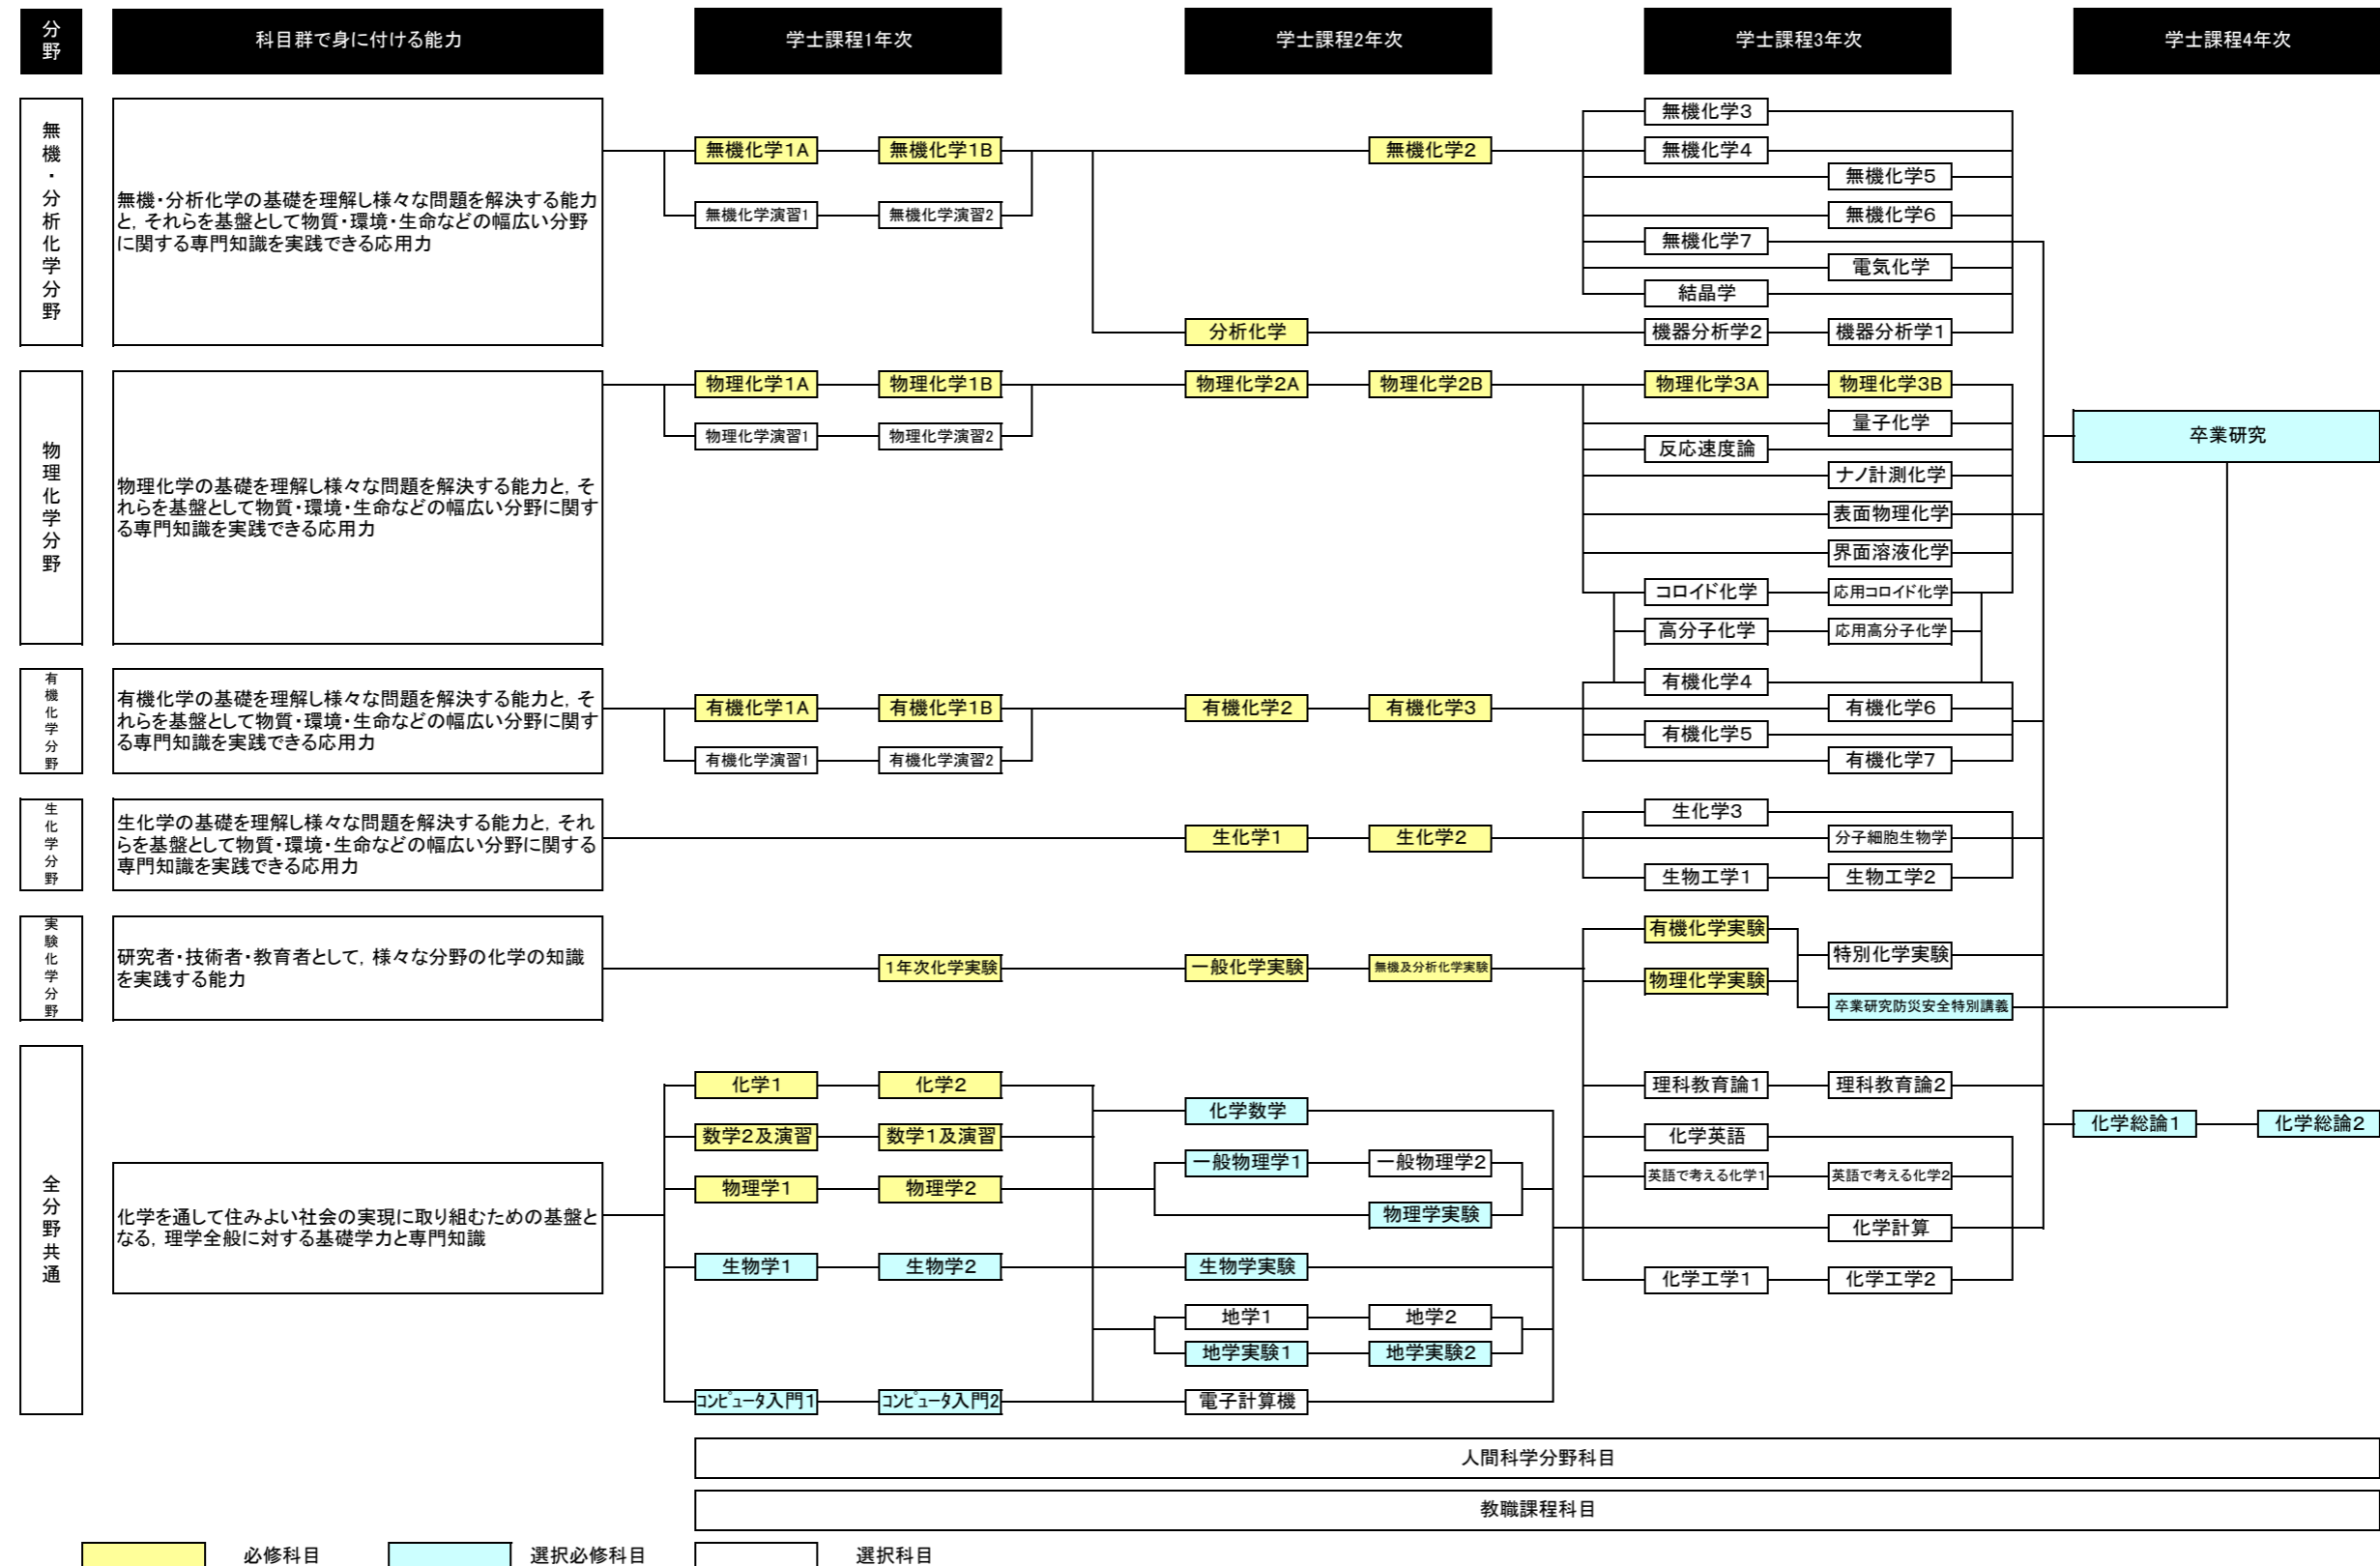 分野
科目群で身に付ける能力
学士課程1年次
学士課程2年次
学士課程3年次
学士課程4年次
無機・分析化学分野
無機・分析化学の基礎を理解し様々な問題を解決する能力
と，それらを基盤として物質・環境・生命などの幅広い分野
に関する専門知識を実践できる応用力
無機化学1A
無機化学1B
無機化学2
無機化学3
無機化学4
無機化学5
無機化学演習1
無機化学演習2
無機化学6
無機化学7
電気化学
結晶学
分析化学
機器分析学2
機器分析学1
物理化学分野
物理化学の基礎を理解し様々な問題を解決する能力と，そ
れらを基盤として物質・環境・生命などの幅広い分野に関す
る専門知識を実践できる応用力
物理化学1A
物理化学1B
物理化学2A
物理化学2B
物理化学3A
物理化学3B
物理化学演習1
物理化学演習2
量子化学
反応速度論
ナノ計測化学
表面物理化学
界面溶液化学
コロイド化学
応用コロイド化学
高分子化学
応用高分子化学
卒業研究
有機化学分野
有機化学の基礎を理解し様々な問題を解決する能力と，そ
れらを基盤として物質・環境・生命などの幅広い分野に関す
る専門知識を実践できる応用力
有機化学1A
有機化学1B
有機化学2
有機化学3
有機化学4
有機化学6
有機化学演習1
有機化学演習2
有機化学5
有機化学7
生化学分野
生化学の基礎を理解し様々な問題を解決する能力と，それ
らを基盤として物質・環境・生命などの幅広い分野に関する
専門知識を実践できる応用力
生化学1
生化学2
生化学3
分子細胞生物学
生物工学1
生物工学2
実験化学分野
研究者・技術者・教育者として，様々な分野の化学の知識
を実践する能力
1年次化学実験
一般化学実験
無機及分析化学実験
有機化学実験
特別化学実験
物理化学実験
卒業研究防災安全特別講義
全分野共通
化学を通して住みよい社会の実現に取り組むための基盤と
なる，理学全般に対する基礎学力と専門知識
化学1
化学2
化学数学
理科教育論1
理科教育論2
数学2及演習
数学1及演習
化学英語
化学総論1
化学総論2
物理学1
物理学2
一般物理学1
一般物理学2
英語で考える化学1
英語で考える化学2
物理学実験
化学計算
生物学1
生物学2
生物学実験
化学工学1
化学工学2
地学1
地学2
地学実験1
地学実験2
コンピュータ入門1
コンピュータ入門2
電子計算機
人間科学分野科目
教職課程科目
必修科目
選択必修科目
選択科目